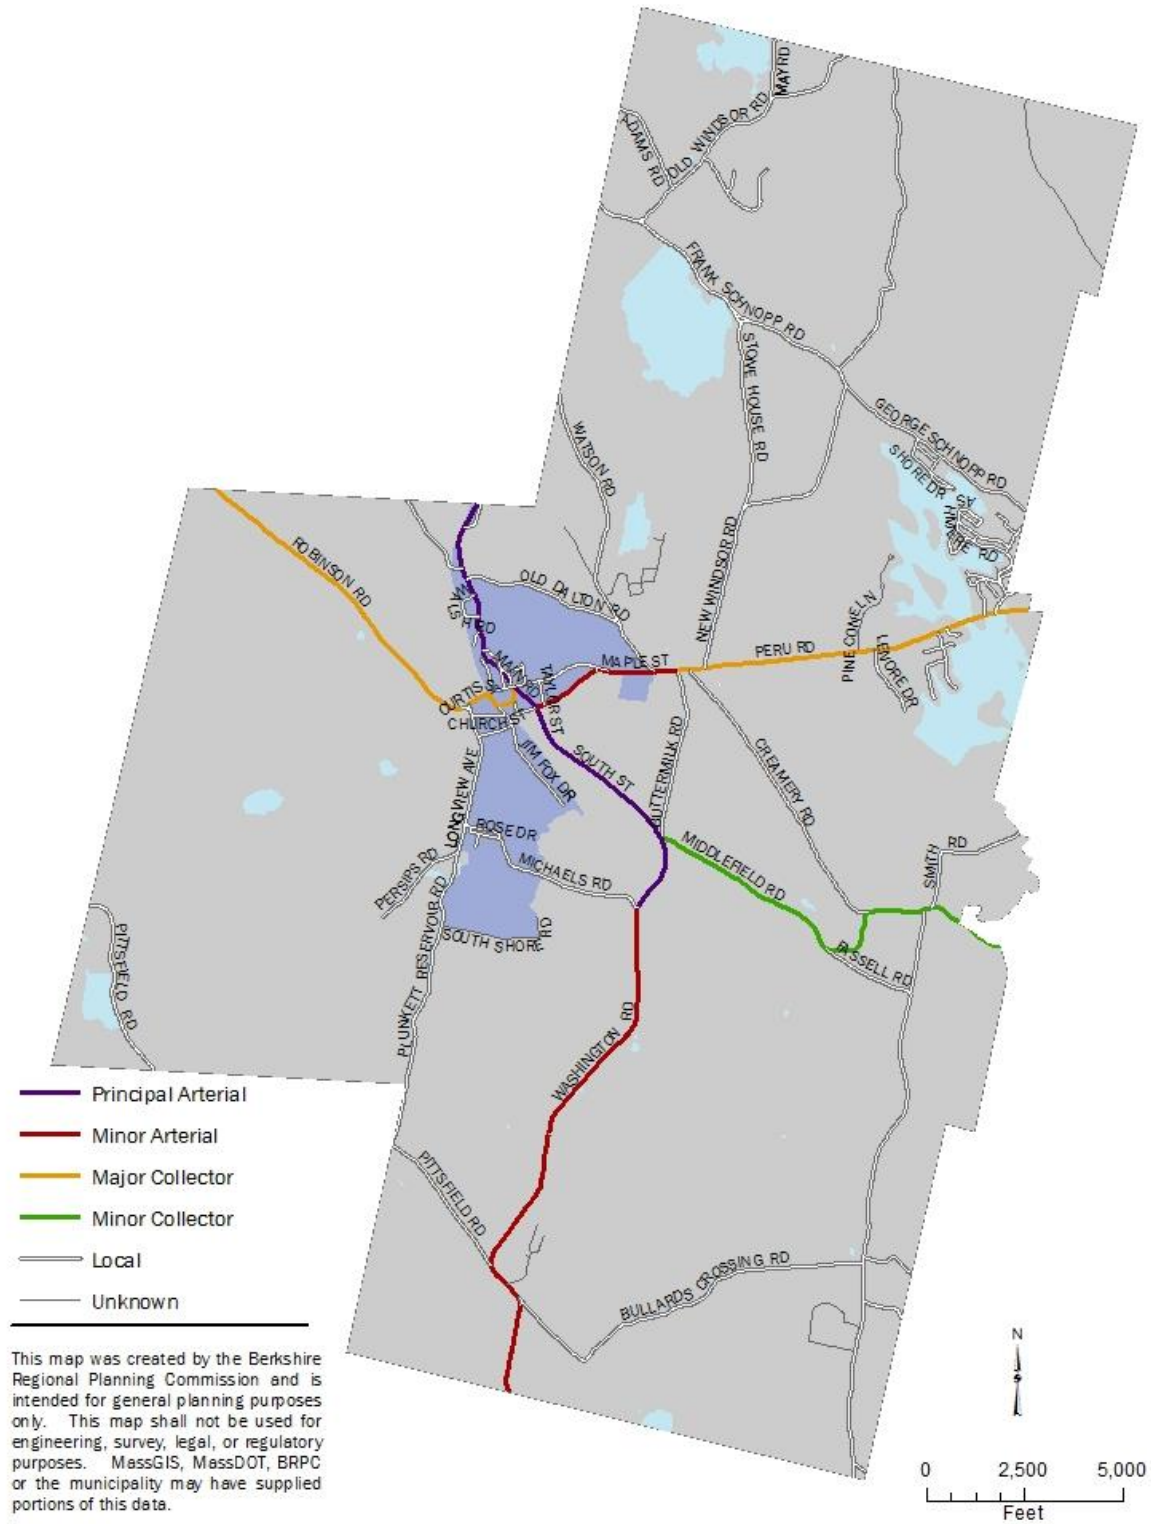 MAY RD
OLD WINDSOR RD
ADAMS RD
FRANK SCHNOPP RD
STONE HOUSE RD
GEORGE SCHNOPP RD
SHORE DR
WATSON RD
NEW WINDSOR RD
ROBINSON RD
OLD DALTON RD
PINE CONE LN
PERU RD
LENORE DR
MAPLE ST
MAIN RD
TAYLOR ST
CURTIS ST
CHURCH ST
JIM FOX DR
SOUTH ST
BUTTERMILK RD
CREAMERY RD
LONGVIEW AVE
ROSE DR
MICHAELS RD
MIDDLEFIELD RD
SMITH RD
PERSIPS RD
PLUNKETT RESERVOIR RD
SOUTH SHORE RD
FASSELL RD
PITTSFIELD RD
WASHINGTON RD
PITTSFIELD RD
BULLARDS CROSSING RD
Principal Arterial
Minor Arterial
Major Collector
Minor Collector
Local
Unknown
This map was created by the Berkshire
Regional Planning Commission and is
intended for general planning purposes
only. This map shall not be used for
engineering, survey, legal, or regulatory
purposes. MassGIS, MassDOT, BRPC
or the municipality may have supplied
portions of this data.
N
0 2,500 5,000
Feet